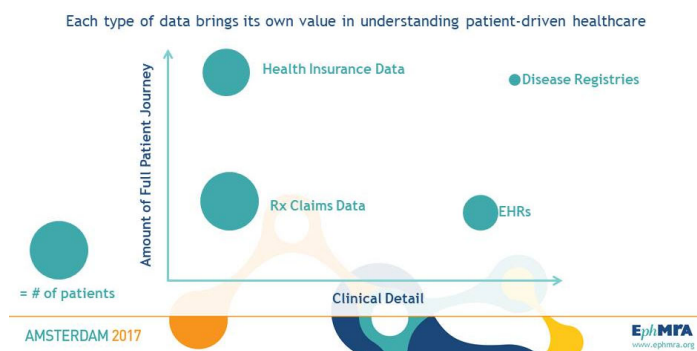 Each type of data brings its own value in understanding patient-driven healthcare
Amount of Full Patient Journey
Health Insurance Data
Disease Registries
Rx Claims Data
EHRs
= # of patients
Clinical Detail
AMSTERDAM 2017
EphMRA
www.ephmra.org